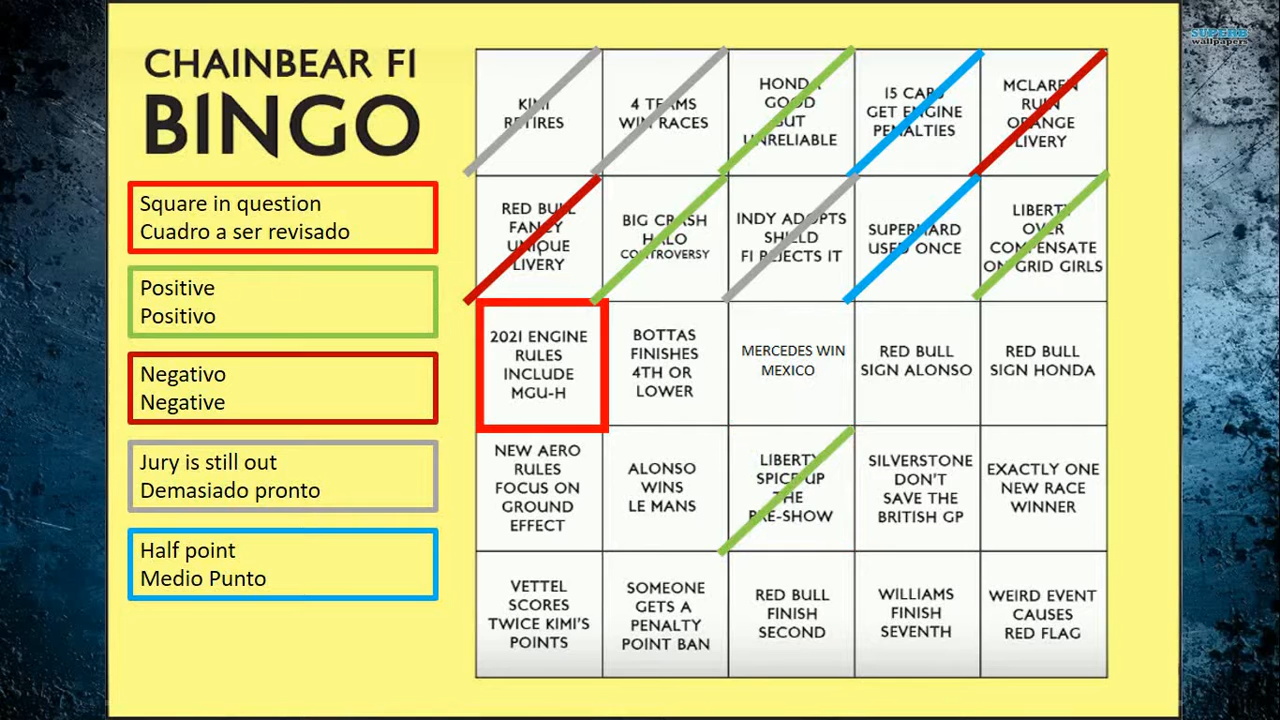 CHAINBEAR F1
BINGO
SUPERB
wallpapers
Square in question
Cuadro a ser revisado
Positive
Positivo
Negativo
Negative
Jury is still out
Demasiado pronto
Half point
Medio Punto
KIMI
RETIRES
4 TEAMS
WIN RACES
HONDA
GOOD
BUT
UNRELIABLE
15 CARS
GET ENGINE
PENALTIES
MCLAREN
RUIN
ORANGE
LIVERY
RED BULL
FANCY
UNIQUE
LIVERY
BIG CRASH
HALO
CONTROVERSY
INDY ADOPTS
SHIELD
F1 REJECTS IT
SUPERHARD
USED ONCE
LIBERTY
OVER
COMPENSATE
ON GRID GIRLS
2021 ENGINE
RULES
INCLUDE
MGU-H
BOTTAS
FINISHES
4TH OR
LOWER
MERCEDES WIN
MEXICO
RED BULL
SIGN ALONSO
RED BULL
SIGN HONDA
NEW AERO
RULES
FOCUS ON
GROUND
EFFECT
ALONSO
WINS
LE MANS
LIBERTY
SPICE UP
THE
PRE-SHOW
SILVERSTONE
DON'T
SAVE THE
BRITISH GP
EXACTLY ONE
NEW RACE
WINNER
VETTEL
SCORES
TWICE KIMI'S
POINTS
SOMEONE
GETS A
PENALTY
POINT BAN
RED BULL
FINISH
SECOND
WILLIAMS
FINISH
SEVENTH
WEIRD EVENT
CAUSES
RED FLAG